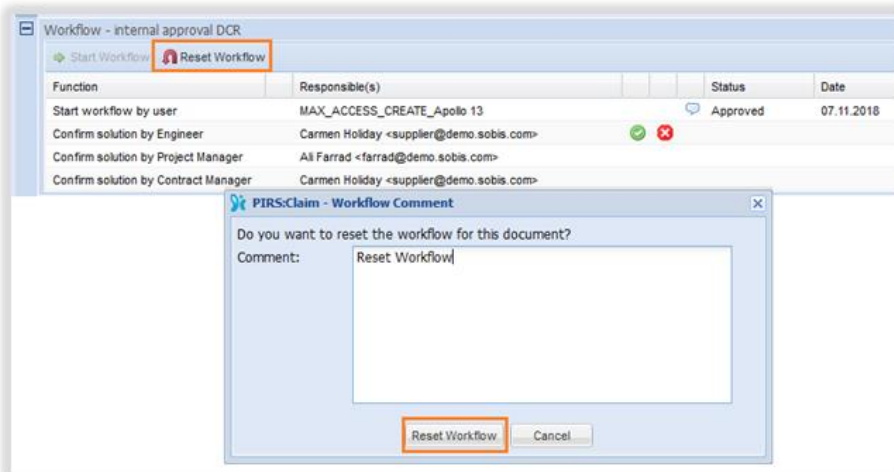 Workflow - internal approval DCR
Start Workflow Reset Workflow
Function Responsible(s) Status Date
Start workflow by user MAX_ACCESS_CREATE_Apollo 13 Approved 07.11.2018
Confirm solution by Engineer Carmen Holiday <supplier@demo.sobis.com>
Confirm solution by Project Manager Ali Farrad <farrad@demo.sobis.com>
Confirm solution by Contract Manager Carmen Holiday <supplier@demo.sobis.com>
PIRS:Claim - Workflow Comment
Do you want to reset the workflow for this document?
Comment: Reset Workflow
Reset Workflow Cancel